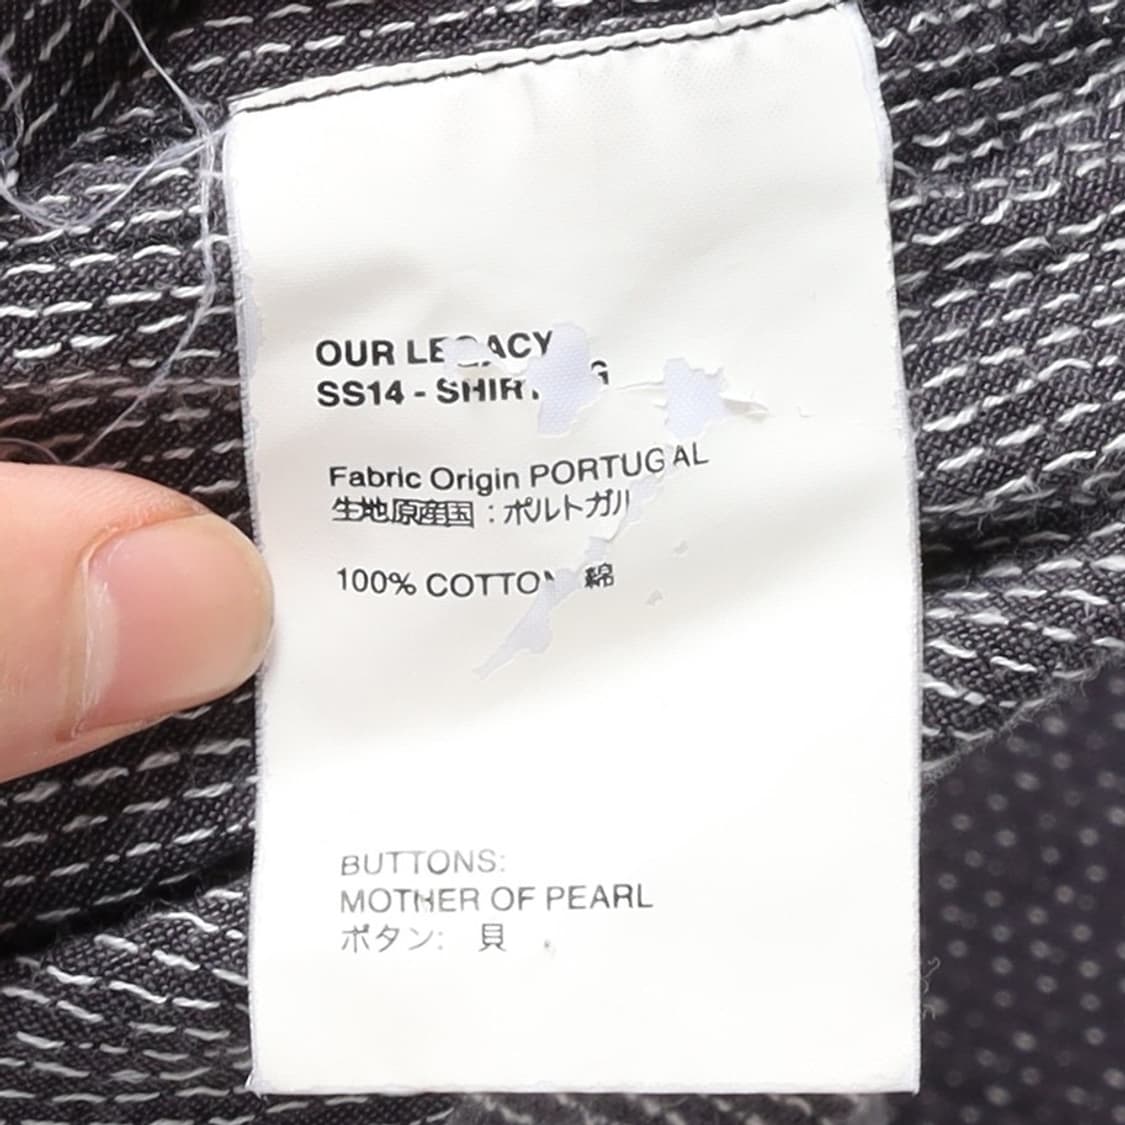 OUR LEGACY
SS14 - SHIRTING
Fabric Origin PORTUGAL
生地原産国 : ポルトガル
100% COTTON 綿
BUTTONS:
MOTHER OF PEARL
ボタン: 貝